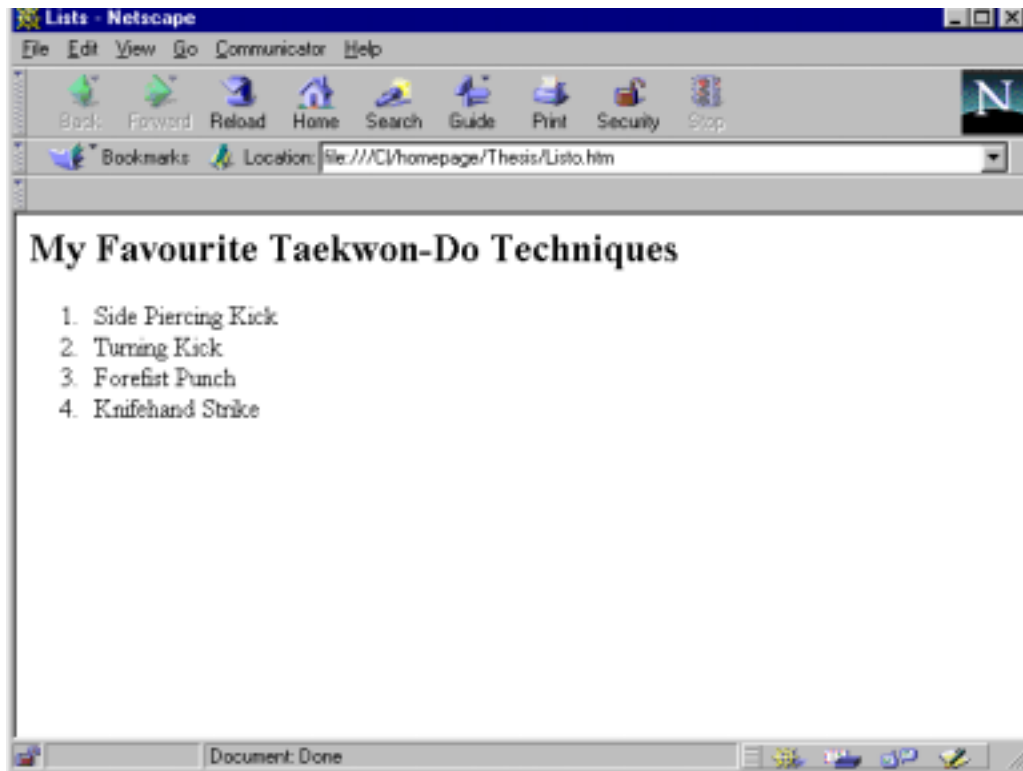 Lists - Netscape
File Edit View Go Communicator Help
Back Forward Reload Home Search Guide Print Security Stop
N
Bookmarks Location: file:///C|/homepage/Thesis/Listo.htm
My Favourite Taekwon-Do Techniques
1. Side Piercing Kick
2. Turning Kick
3. Forefist Punch
4. Knifehand Strike
Document: Done